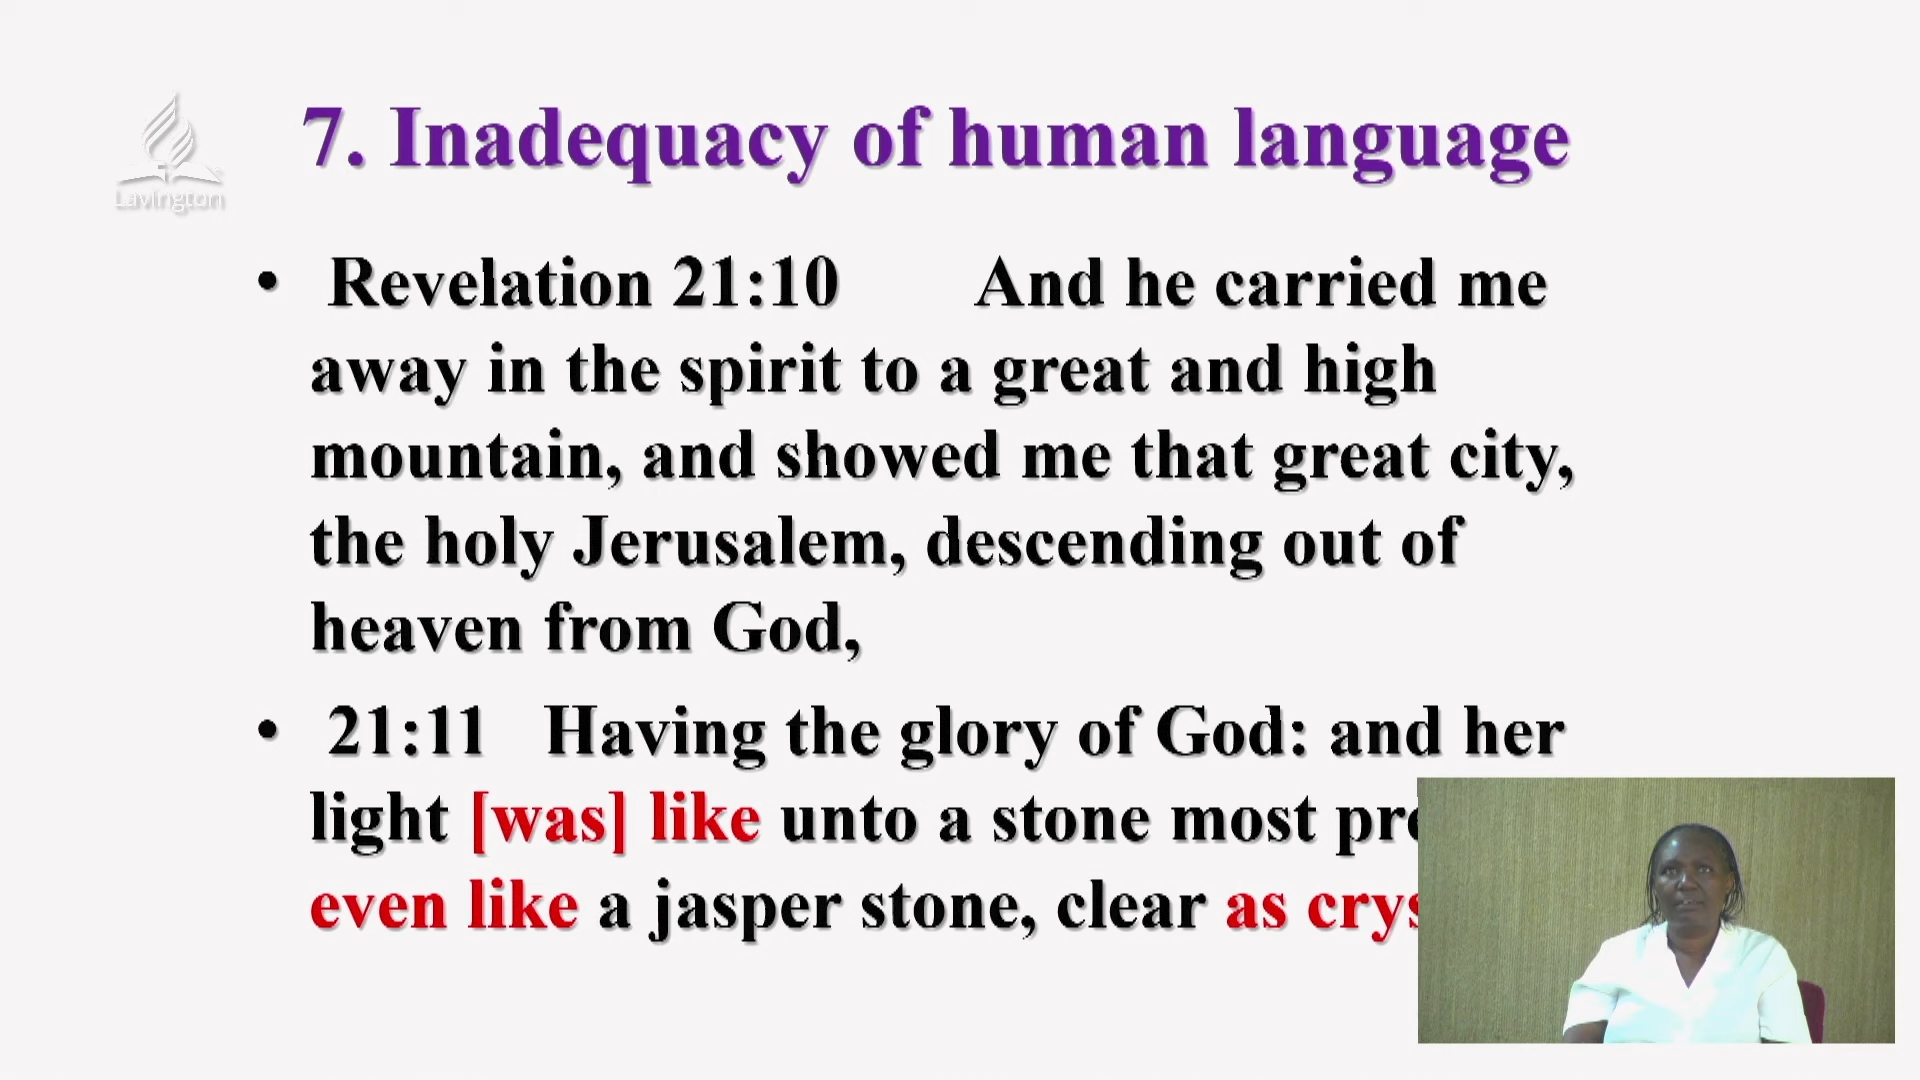 7. Inadequacy of human language
Lavington
• Revelation 21:10 And he carried me
away in the spirit to a great and high
mountain, and showed me that great city,
the holy Jerusalem, descending out of
heaven from God,
• 21:11 Having the glory of God: and her
light [was] like unto a stone most
even like a jasper stone, clear as